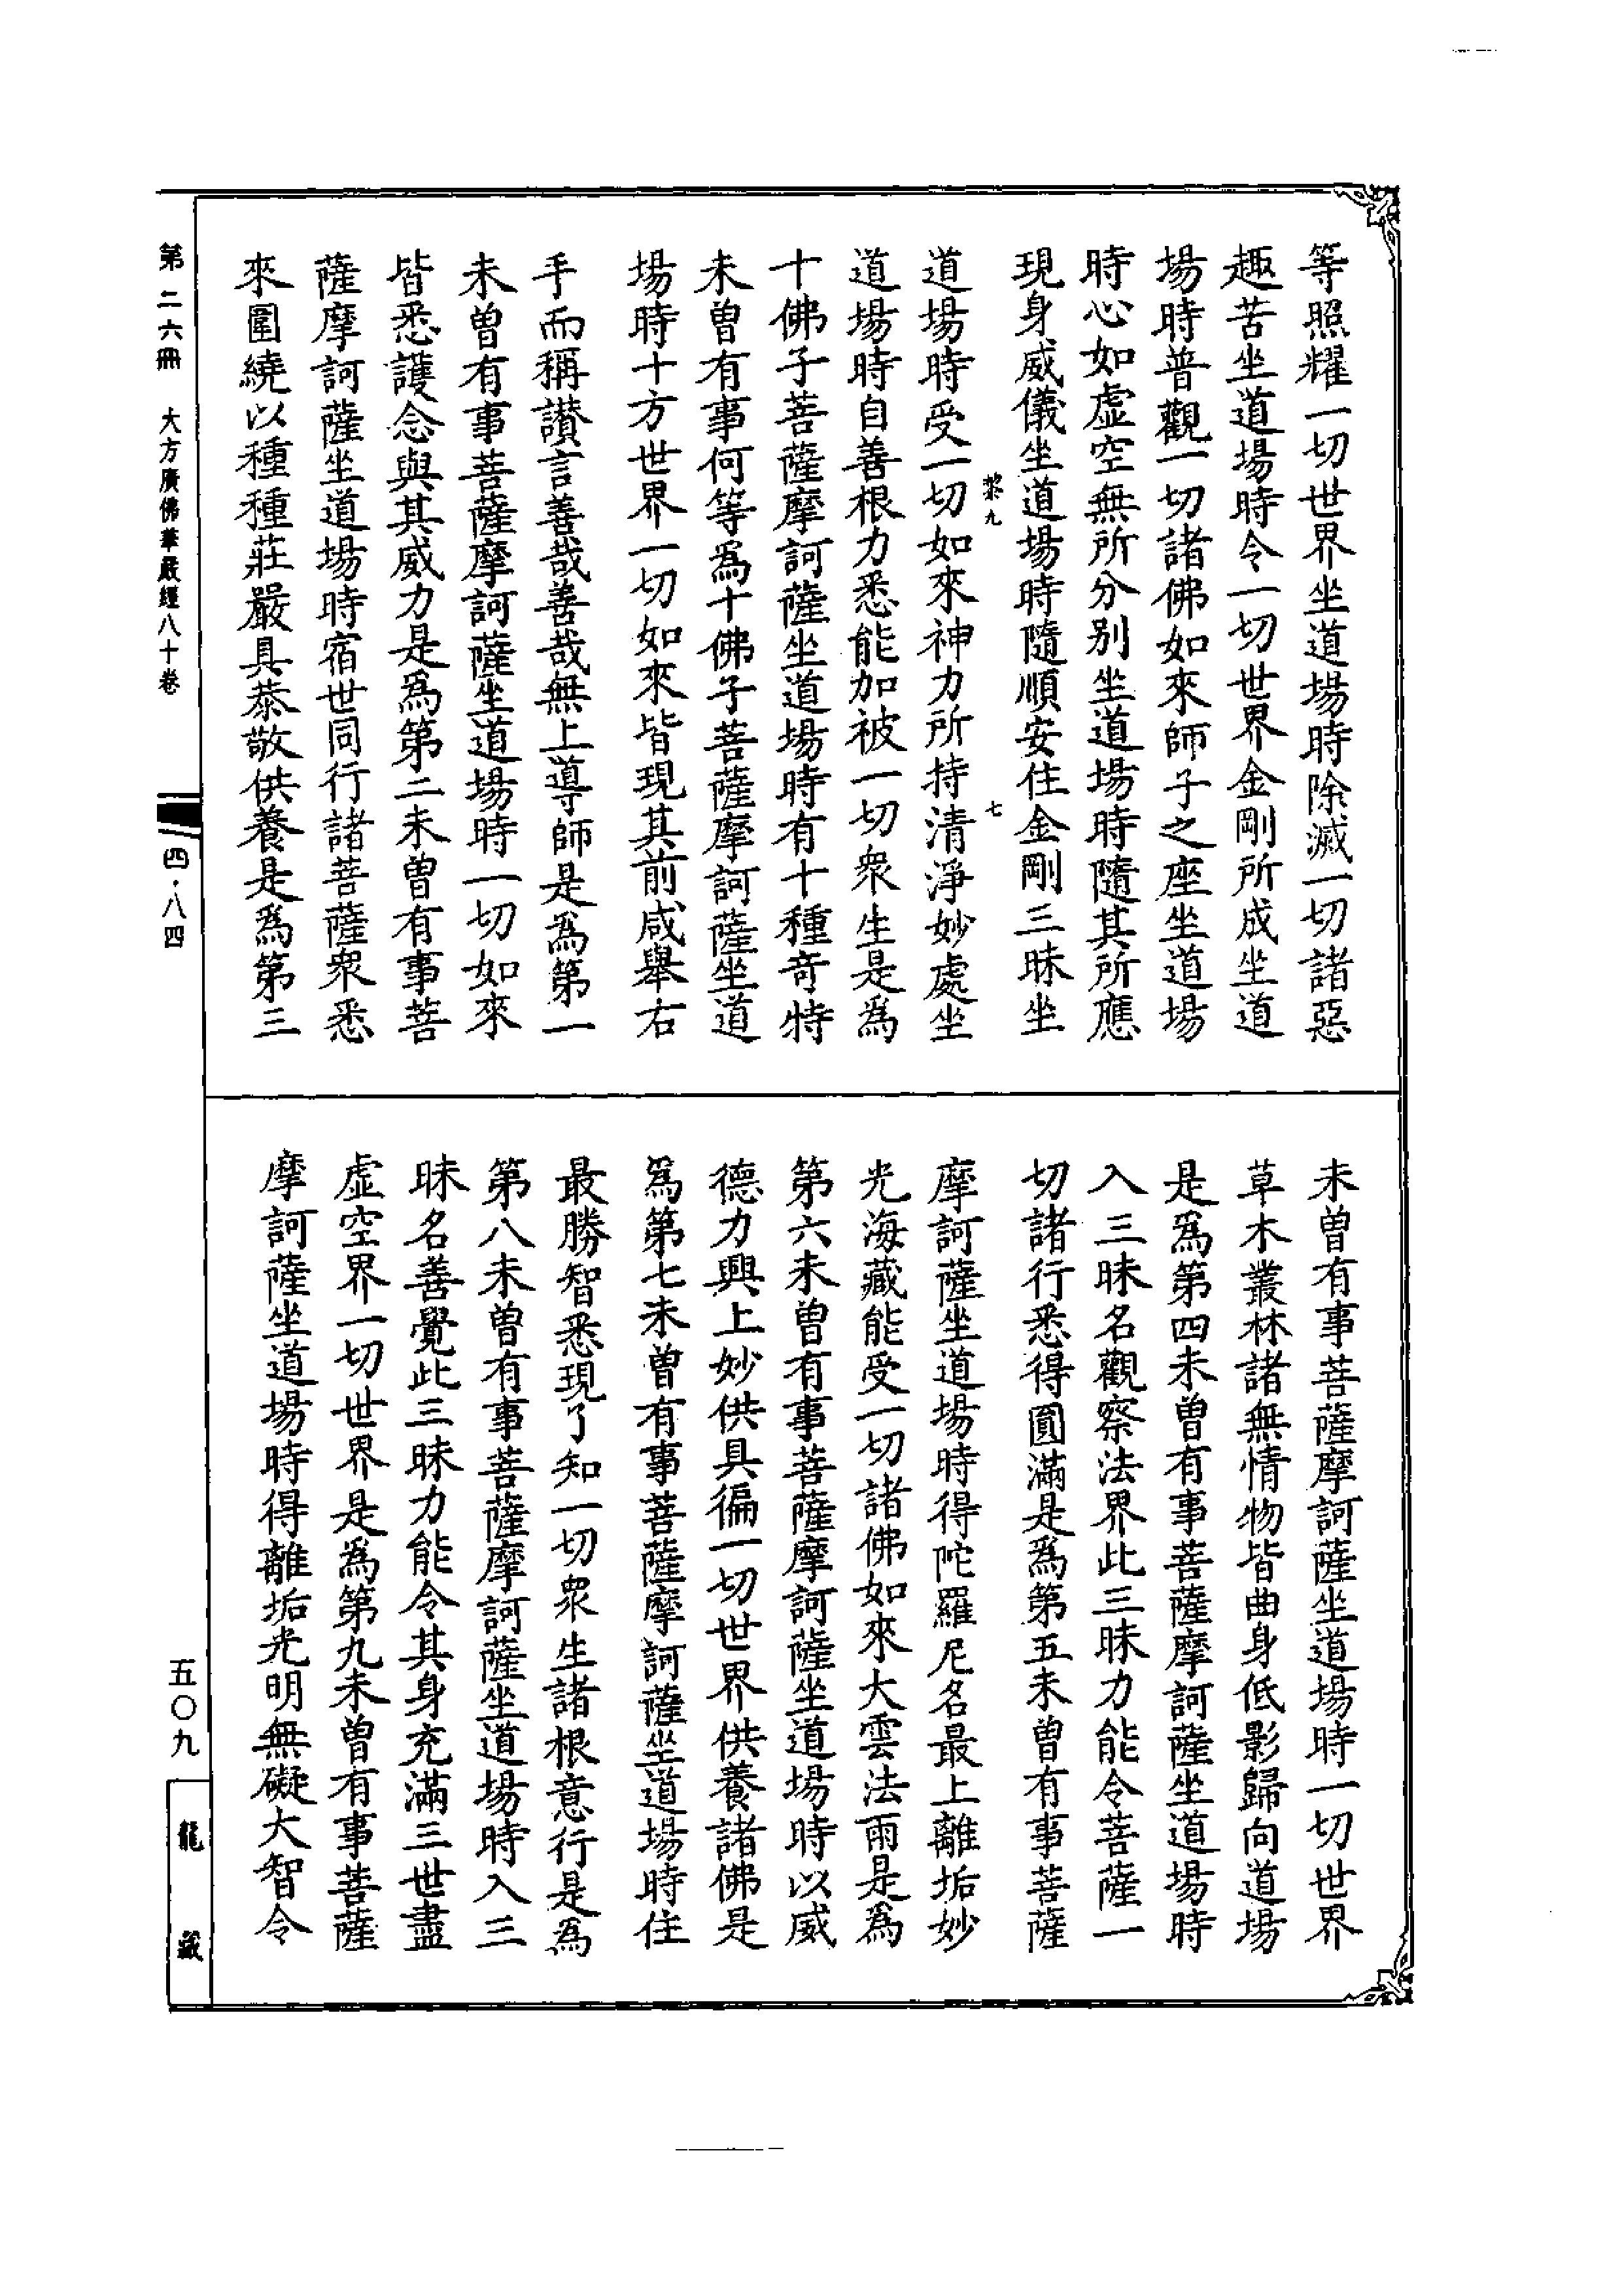 等照耀一切世界坐道場時除滅一切諸惡
趣苦坐道場時令一切世界金剛所成坐道
場時普觀一切諸佛如來師子之座坐道場
時心如虛空無所分別坐道場時隨其所應
現身威儀坐道場時隨順安住金剛三昧坐
黎九　七
道場時受一切如來神力所持清淨妙處坐
道場時自善根力悉能加被一切衆生是爲
十佛子菩薩摩訶薩坐道場時有十種奇特
未曾有事何等爲十佛子菩薩摩訶薩坐道
場時十方世界一切如來皆現其前咸舉右
手而稱讚言善哉善哉無上導師是爲第一
未曾有事菩薩摩訶薩坐道場時一切如來
皆悉護念與其威力是爲第二未曾有事菩
薩摩訶薩坐道場時宿世同行諸菩薩衆悉
來圍繞以種種莊嚴具恭敬供養是爲第三
未曾有事菩薩摩訶薩坐道場時一切世界
草木叢林諸無情物皆曲身低影歸向道場
是爲第四未曾有事菩薩摩訶薩坐道場時
入三昧名觀察法界此三昧力能令菩薩一
切諸行悉得圓滿是爲第五未曾有事菩薩
摩訶薩坐道場時得陀羅尼名最上離垢妙
光海藏能受一切諸佛如來大雲法雨是爲
第六未曾有事菩薩摩訶薩坐道場時以威
德力興上妙供具徧一切世界供養諸佛是
爲第七未曾有事菩薩摩訶薩坐道場時住
最勝智悉現了知一切衆生諸根意行是爲
第八未曾有事菩薩摩訶薩坐道場時入三
昧名善覺此三昧力能令其身充滿三世盡
虛空界一切世界是爲第九未曾有事菩薩
摩訶薩坐道場時得離垢光明無礙大智令
第二六冊　大方廣佛華嚴經八十卷
四·八四
五〇九
龍藏